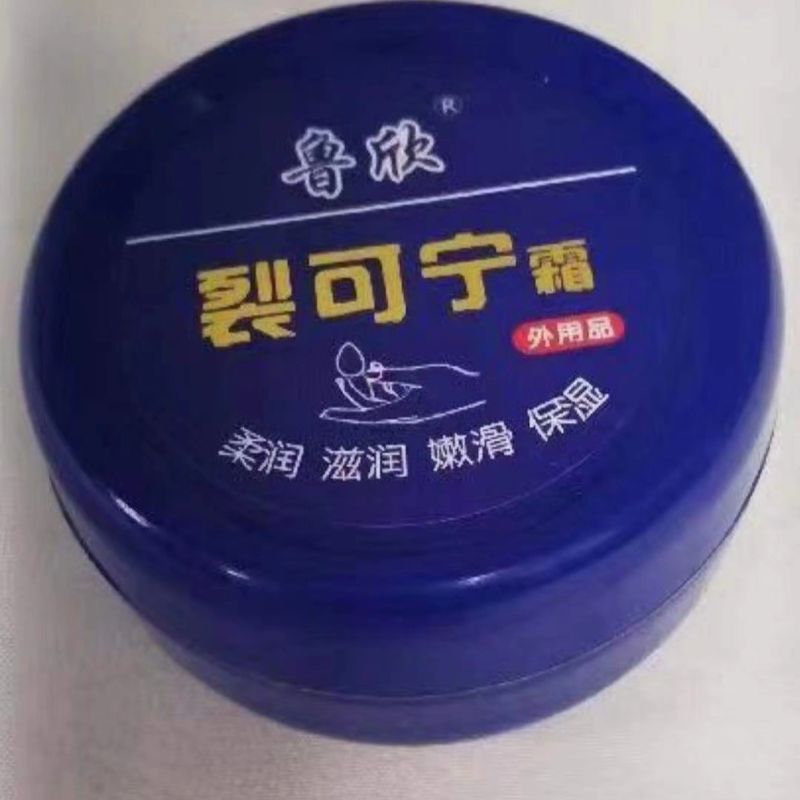 鲁欣®
裂可宁霜
外用品
柔润 滋润 嫩滑 保湿